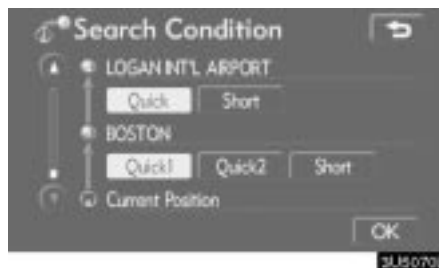 Search Condition
LOGAN INT'L AIRPORT
Quick Short
BOSTON
Quick1 Quick2 Short
Current Position
OK
3U5070